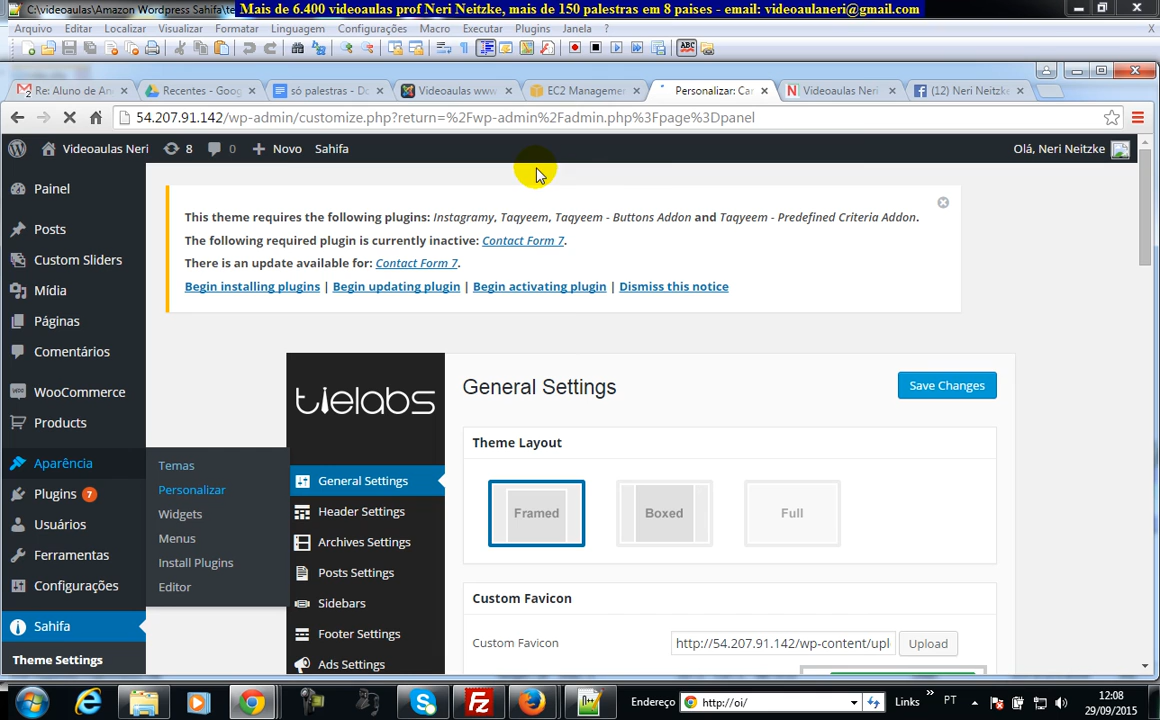 C:\videoaulas\Amazon Wordpress Sahifa\te
Mais de 6.400 videoaulas prof Neri Neitzke, mais de 150 palestras em 8 paises - email: videoaulaneri@gmail.com
Arquivo Editar Localizar Visualizar Formatar Linguagem Configurações Macro Executar Plugins Janela ?
Re: Aluno de An
Recentes - Goog
só palestras - Do
Videoaulas www
EC2 Managemen
Personalizar: Car
Videoaulas Neri
(12) Neri Neitzke
54.207.91.142/wp-admin/customize.php?return=%2Fwp-admin%2Fadmin.php%3Fpage%3Dpanel
Videoaulas Neri 8 0 + Novo Sahifa Olá, Neri Neitzke
Painel
Posts
Custom Sliders
Mídia
Páginas
Comentários
WooCommerce
Products
Aparência
Plugins 7
Usuários
Ferramentas
Configurações
Sahifa
Theme Settings
Temas
Personalizar
Widgets
Menus
Install Plugins
Editor
This theme requires the following plugins: Instagramy, Taqyeem, Taqyeem - Buttons Addon and Taqyeem - Predefined Criteria Addon.
The following required plugin is currently inactive: Contact Form 7.
There is an update available for: Contact Form 7.
Begin installing plugins | Begin updating plugin | Begin activating plugin | Dismiss this notice
tielabs
General Settings
Header Settings
Archives Settings
Posts Settings
Sidebars
Footer Settings
Ads Settings
General Settings
Save Changes
Theme Layout
Framed Boxed Full
Custom Favicon
Custom Favicon http://54.207.91.142/wp-content/upl Upload
Endereço http://oi/ Links » PT
12:08
29/09/2015